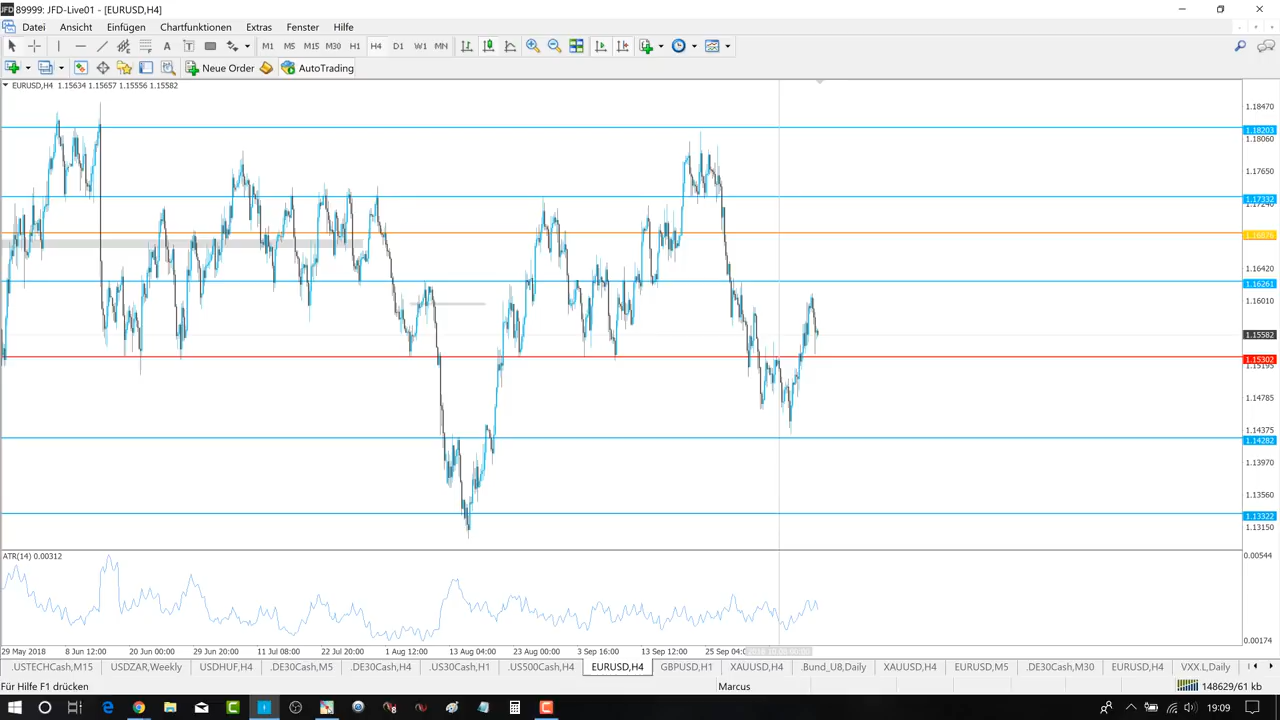 89999: JFD-Live01 - [EURUSD,H4]
Datei Ansicht Einfügen Chartfunktionen Extras Fenster Hilfe
A T M1 M5 M15 M30 H1 H4 D1 W1 MN
Neue Order AutoTrading
EURUSD,H4 1.15634 1.15657 1.15556 1.15582
1.18470
1.18203
1.18060
1.17650
1.17332
1.17240
1.16876
1.16420
1.16261
1.16010
1.15582
1.15302
1.15195
1.14785
1.14375
1.14282
1.13970
1.13560
1.13322
1.13150
ATR(14) 0.00312
0.00544
0.00174
29 May 2018 8 Jun 12:00 20 Jun 00:00 29 Jun 20:00 11 Jul 08:00 22 Jul 20:00 1 Aug 12:00 13 Aug 04:00 23 Aug 00:00 3 Sep 16:00 13 Sep 12:00 25 Sep 04:0
.USTECHCash,M15 USDZAR,Weekly USDHUF,H4 .DE30Cash,M5 .DE30Cash,H4 .US30Cash,H1 .US500Cash,H4 EURUSD,H4 GBPUSD,H1 XAUUSD,H4 .Bund_U8,Daily XAUUSD,H4 EURUSD,M5 .DE30Cash,M30 EURUSD,H4 VXX.L,Daily
Für Hilfe F1 drücken Marcus 148629/61 kb
19:09